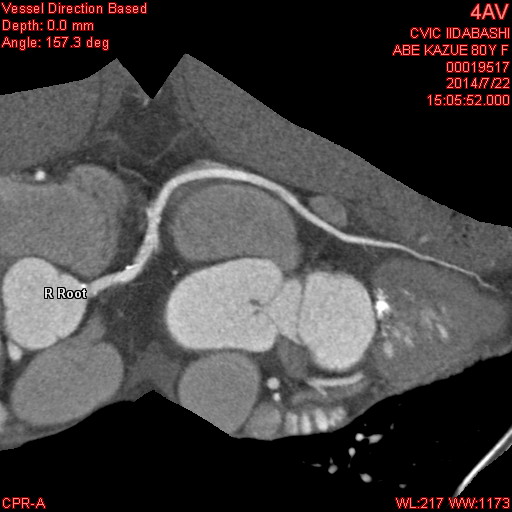 Vessel Direction Based
Depth: 0.0 mm
Angle: 157.3 deg
4AV
CVIC IIDABASHI
ABE KAZUE 80Y F
00019517
2014/7/22
15:05:52.000
R Root
CPR-A
WL:217 WW:1173